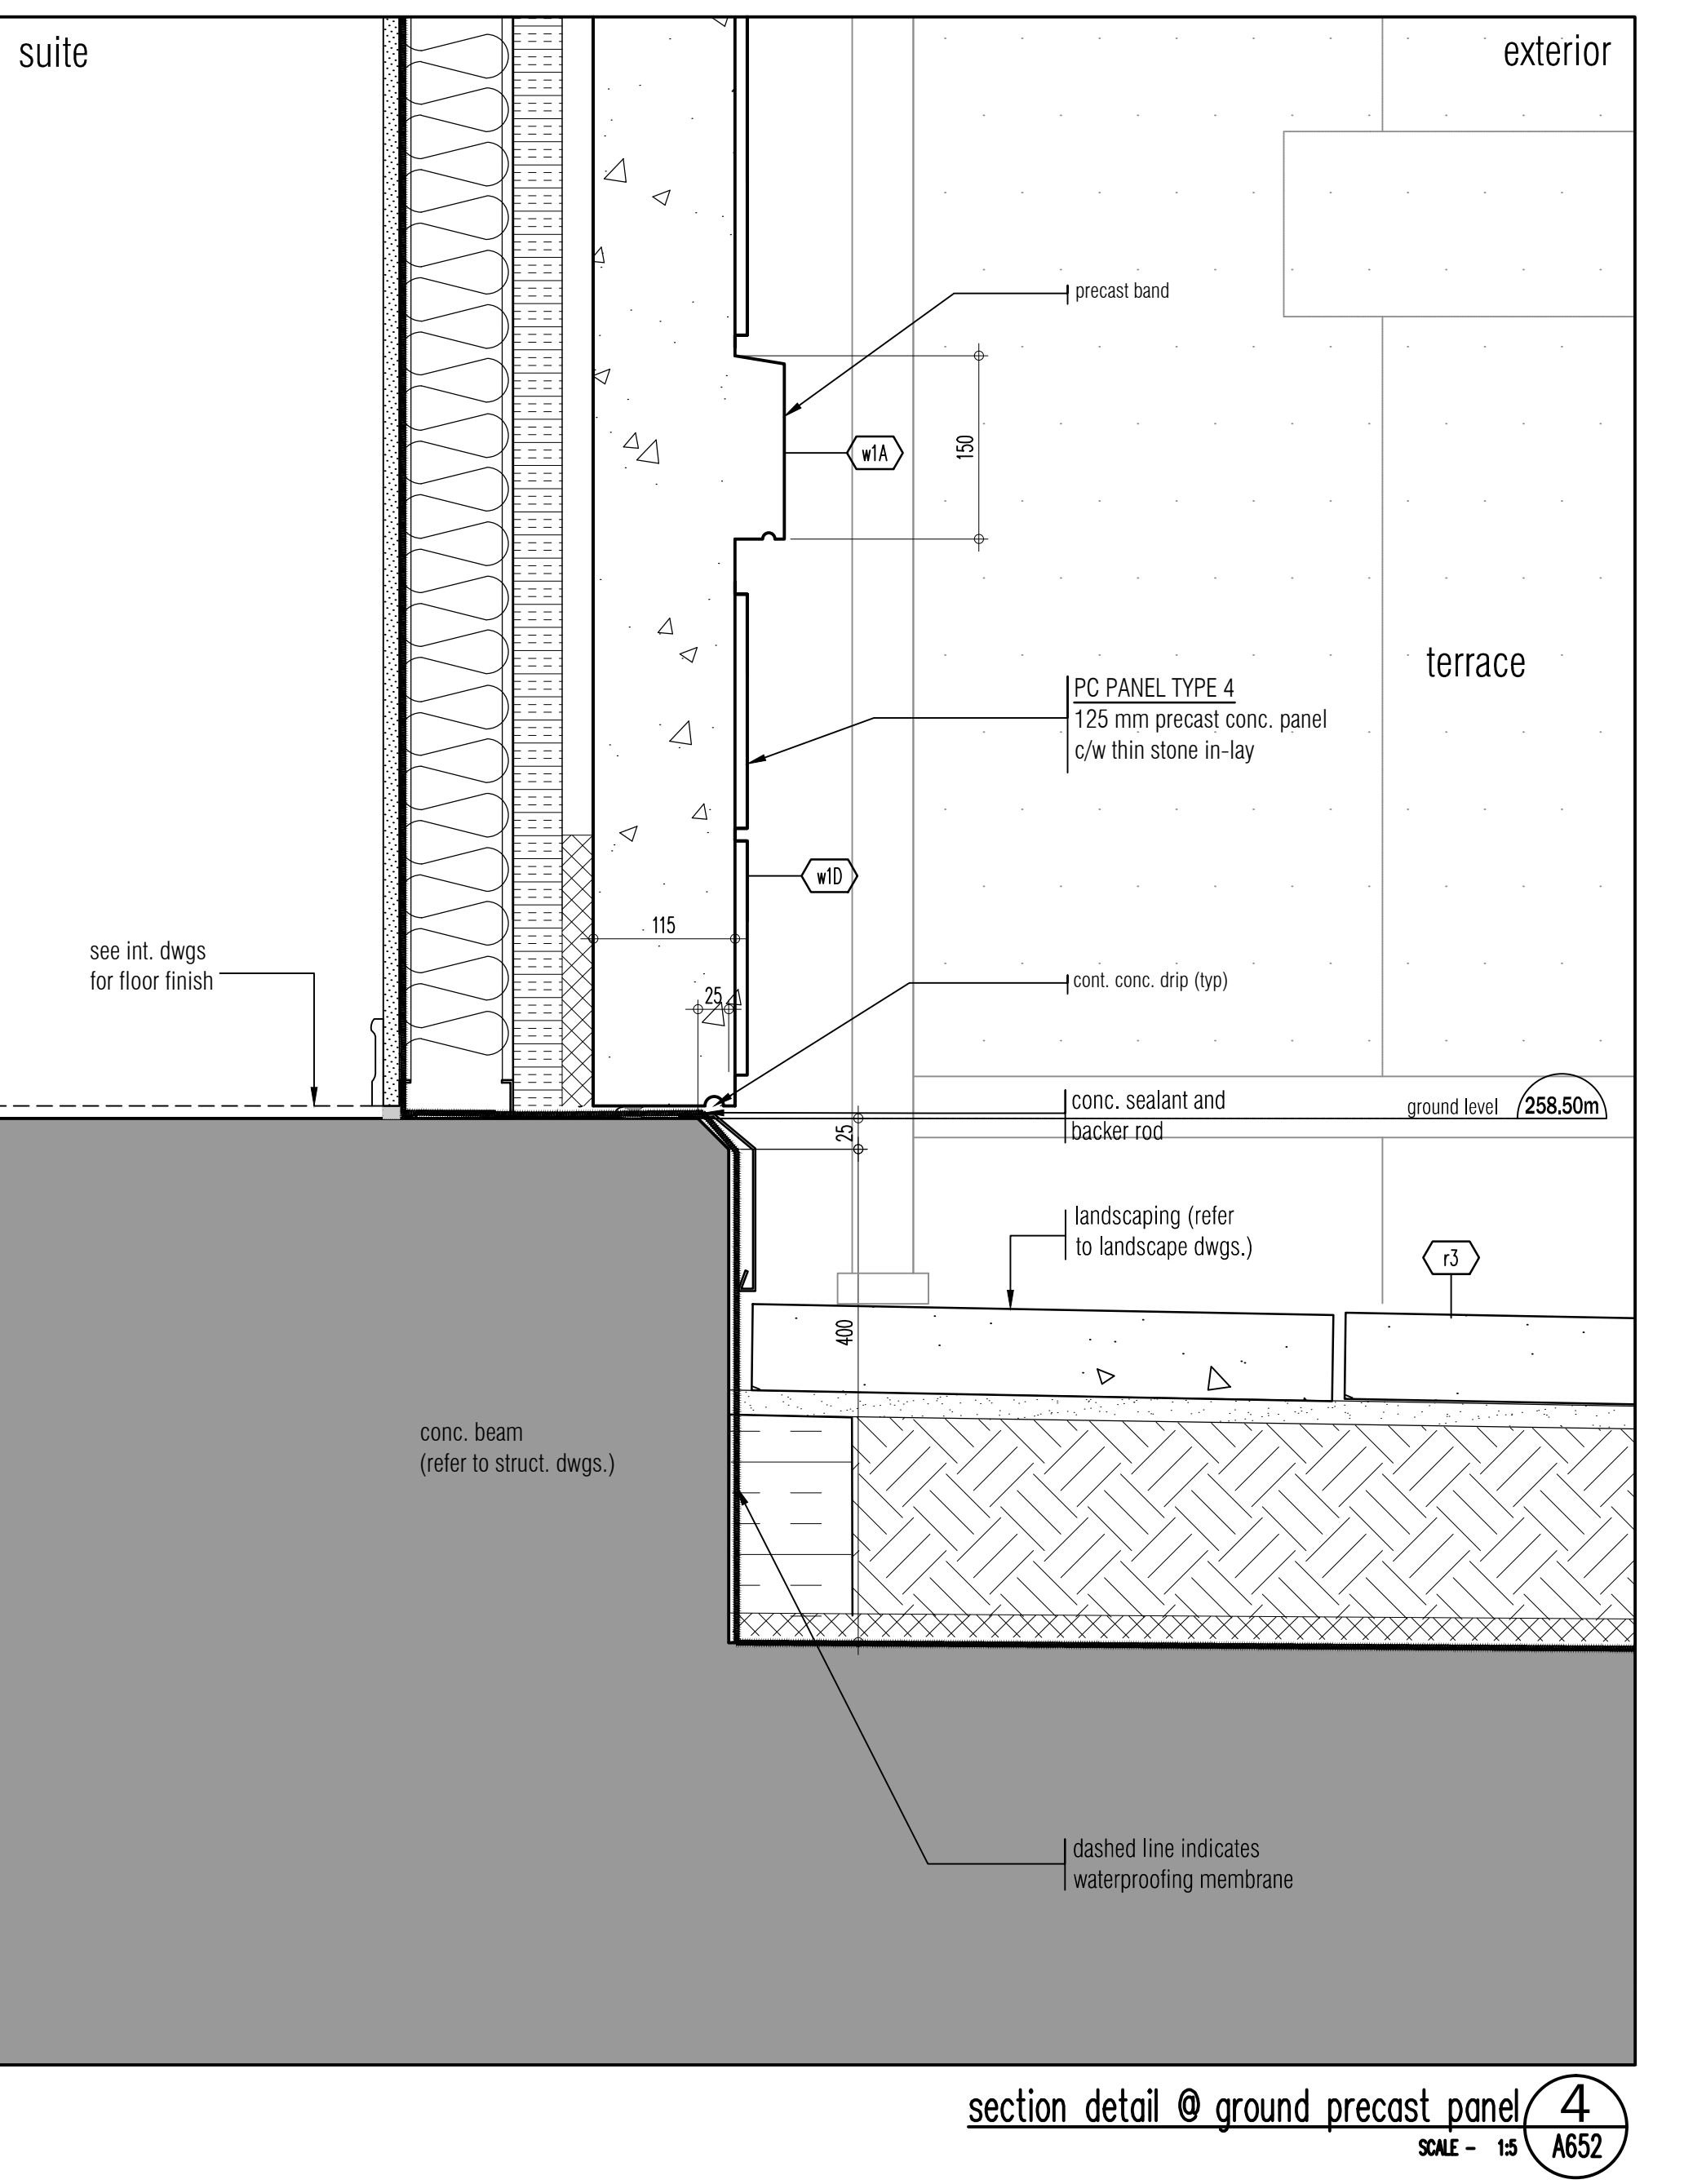 suite
exterior
precast band
w1A
150
terrace
PC PANEL TYPE 4
125 mm precast conc. panel
c/w thin stone in-lay
w1D
115
see int. dwgs
for floor finish
cont. conc. drip (typ)
25
conc. sealant and
backer rod
ground level
258.50m
25
landscaping (refer
to landscape dwgs.)
r3
400
conc. beam
(refer to struct. dwgs.)
dashed line indicates
waterproofing membrane
section detail @ ground precast panel
4
SCALE - 1:5
A652